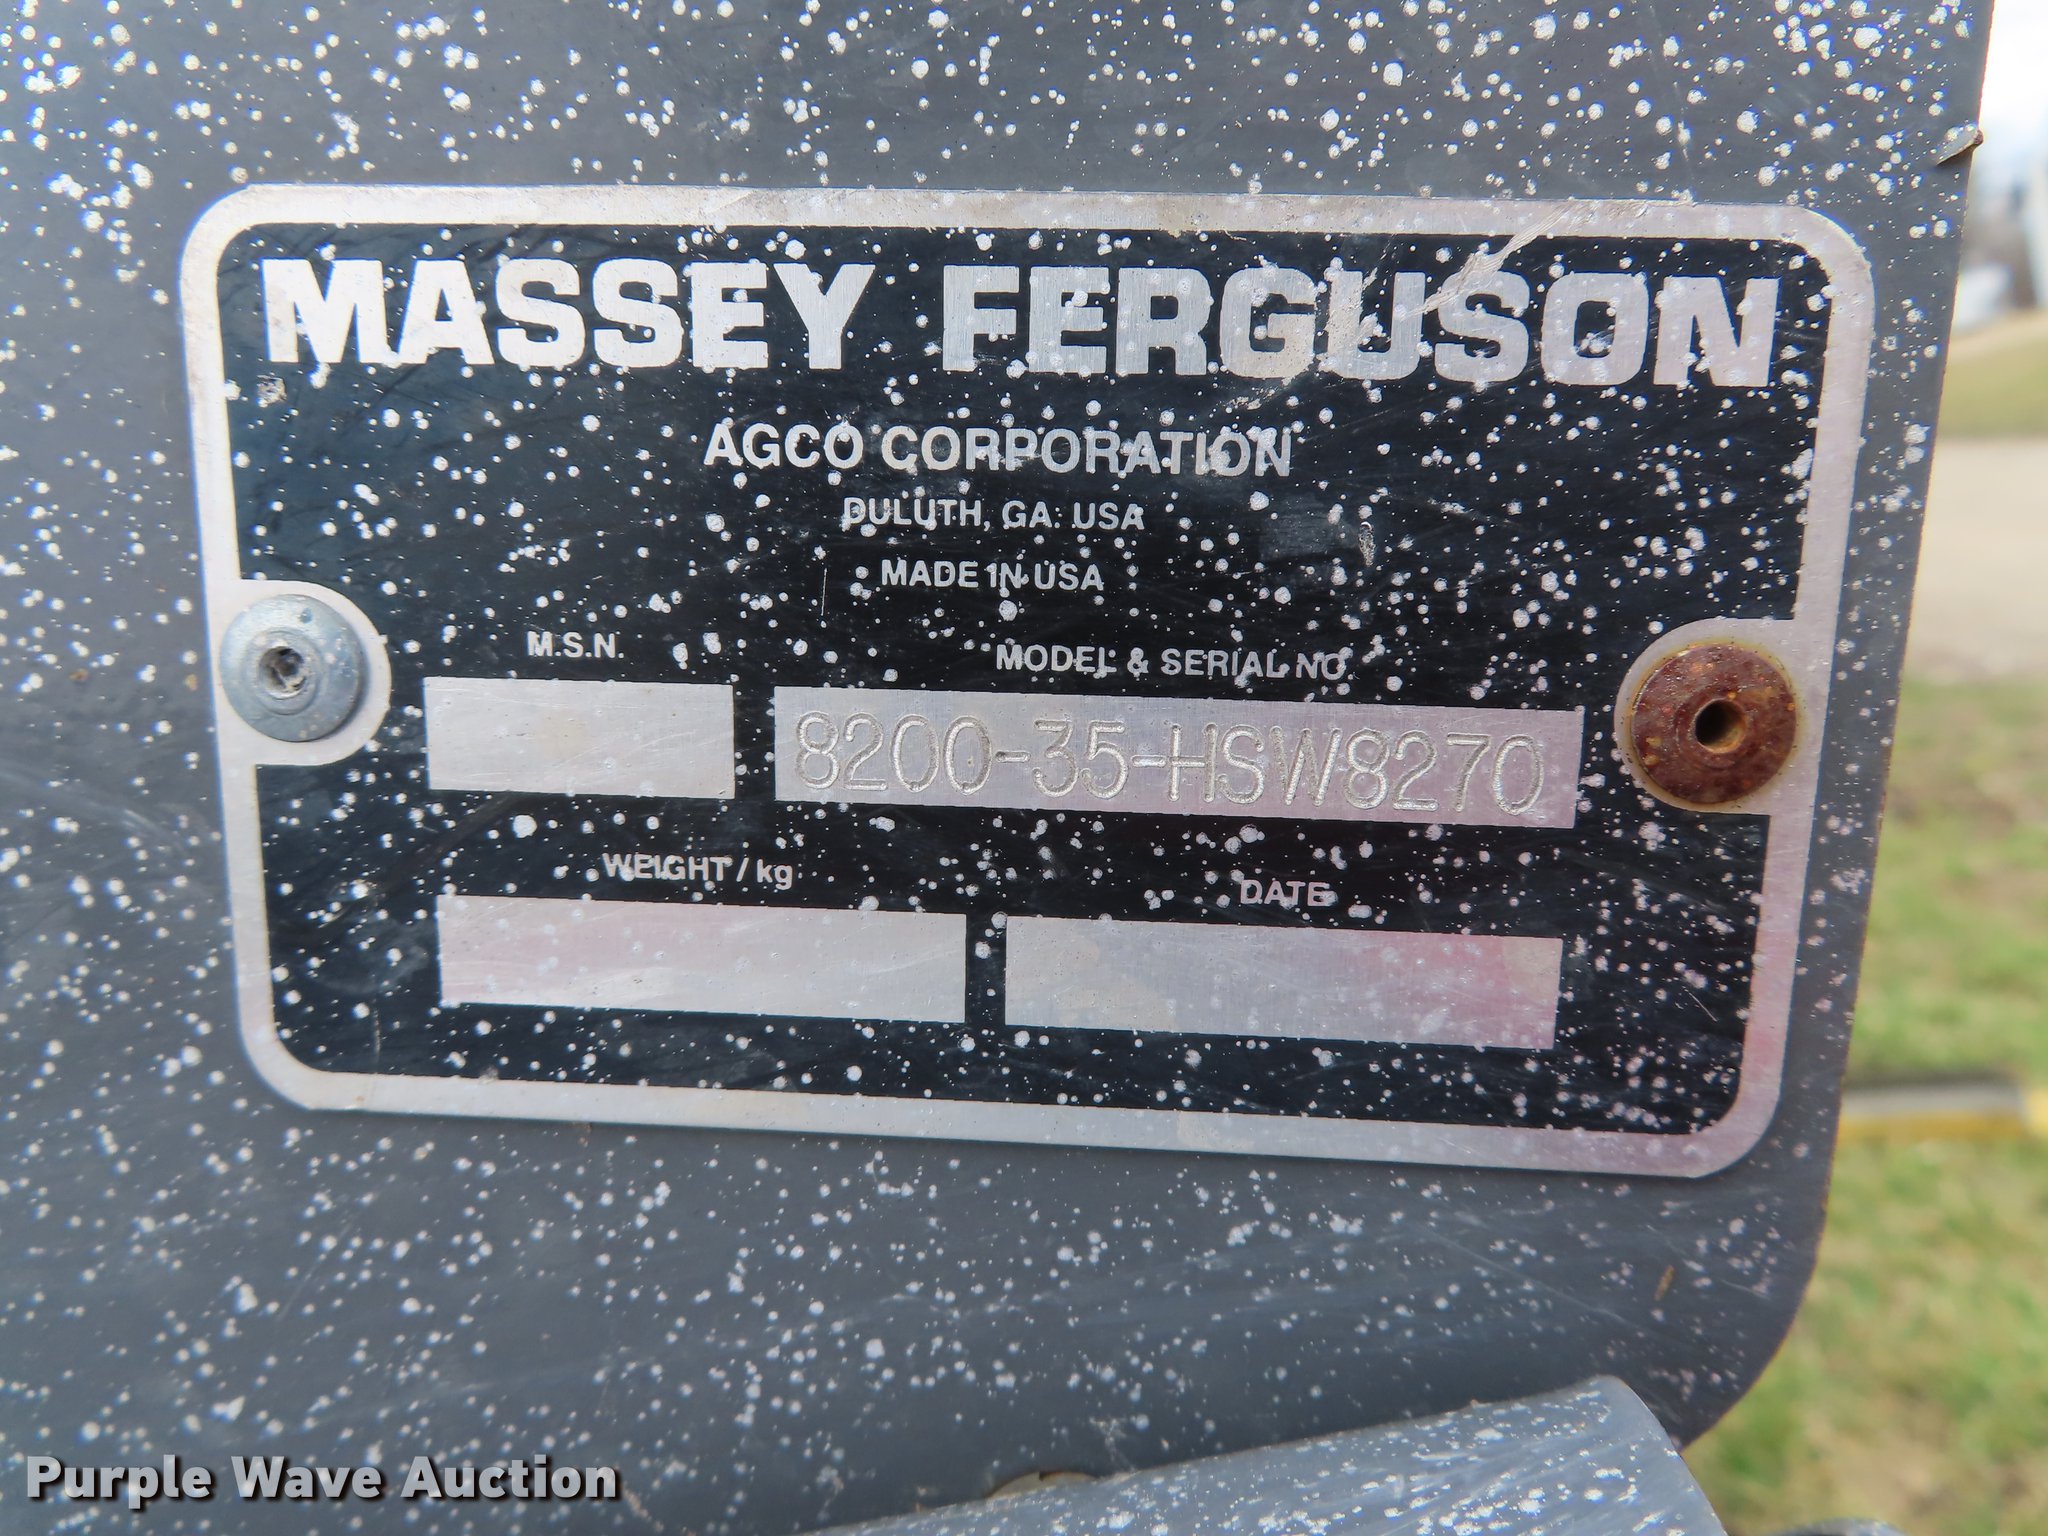 MASSEY FERGUSON
AGCO CORPORATION
DULUTH, GA. USA
MADE IN USA
M.S.N.
MODEL & SERIAL NO.
8200-35-HSW8270
WEIGHT / kg
DATE
Purple Wave Auction